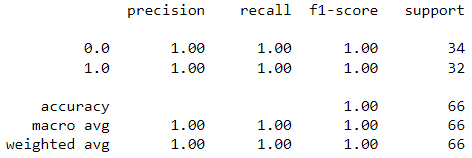 precision recall f1-score support
0.0 1.00 1.00 1.00 34
1.0 1.00 1.00 1.00 32
accuracy 1.00 66
macro avg 1.00 1.00 1.00 66
weighted avg 1.00 1.00 1.00 66